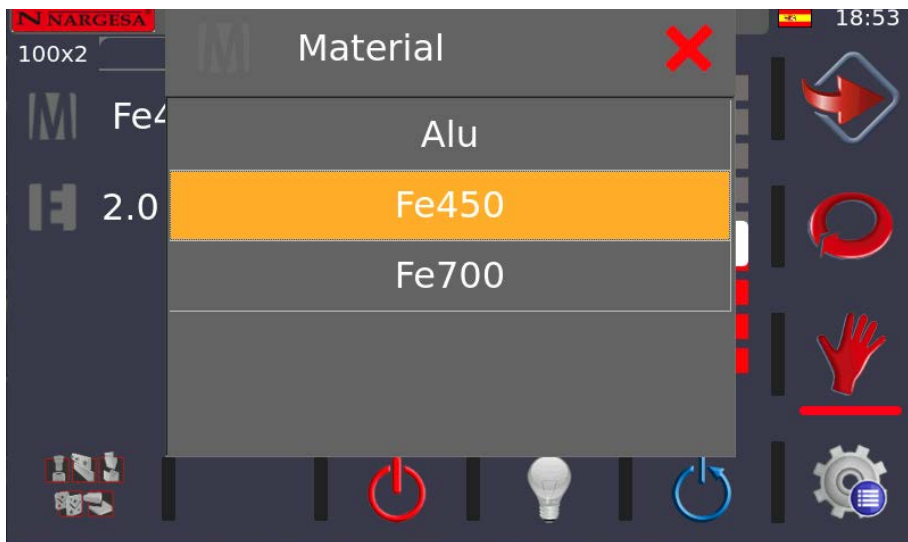 N NARGESA
Material
18:53
100x2
Fe4
Alu
2.0
Fe450
Fe700